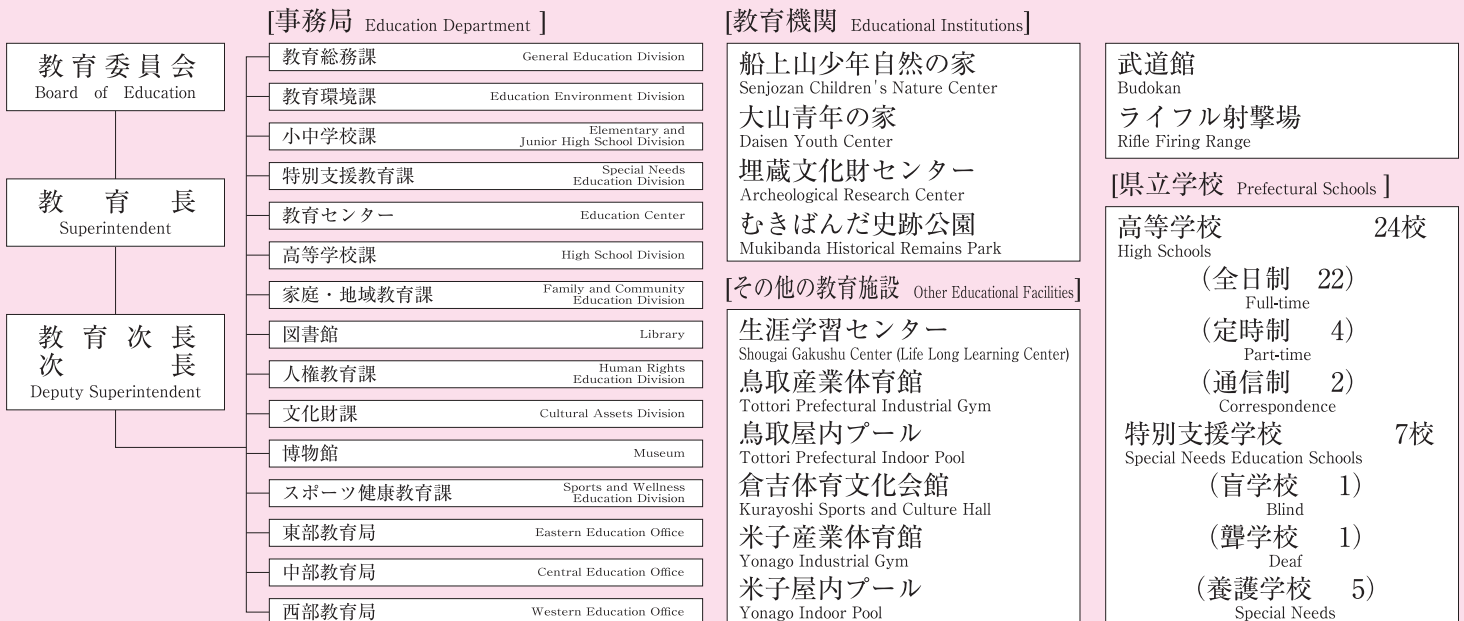 教育委員会
Board of Education
教育長
Superintendent
教育次長
次長
Deputy Superintendent
[事務局 Education Department ]
教育総務課 General Education Division
教育環境課 Education Environment Division
小中学校課 Elementary and
Junior High School Division
特別支援教育課 Special Needs
Education Division
教育センター Education Center
高等学校課 High School Division
家庭・地域教育課 Family and Community
Education Division
図書館 Library
人権教育課 Human Rights
Education Division
文化財課 Cultural Assets Division
博物館 Museum
スポーツ健康教育課 Sports and Wellness
Education Division
東部教育局 Eastern Education Office
中部教育局 Central Education Office
西部教育局 Western Education Office
[教育機関 Educational Institutions]
船上山少年自然の家
Senjozan Children's Nature Center
大山青年の家
Daisen Youth Center
埋蔵文化財センター
Archeological Research Center
むきばんだ史跡公園
Mukibanda Historical Remains Park
[その他の教育施設 Other Educational Facilities]
生涯学習センター
Shougai Gakushu Center (Life Long Learning Center)
鳥取産業体育館
Tottori Prefectural Industrial Gym
鳥取屋内プール
Tottori Prefectural Indoor Pool
倉吉体育文化会館
Kurayoshi Sports and Culture Hall
米子産業体育館
Yonago Industrial Gym
米子屋内プール
Yonago Indoor Pool
武道館
Budokan
ライフル射撃場
Rifle Firing Range
[県立学校 Prefectural Schools ]
高等学校 24校
High Schools
(全日制 22)
Full-time
(定時制 4)
Part-time
(通信制 2)
Correspondence
特別支援学校 7校
Special Needs Education Schools
(盲学校 1)
Blind
(聾学校 1)
Deaf
(養護学校 5)
Special Needs